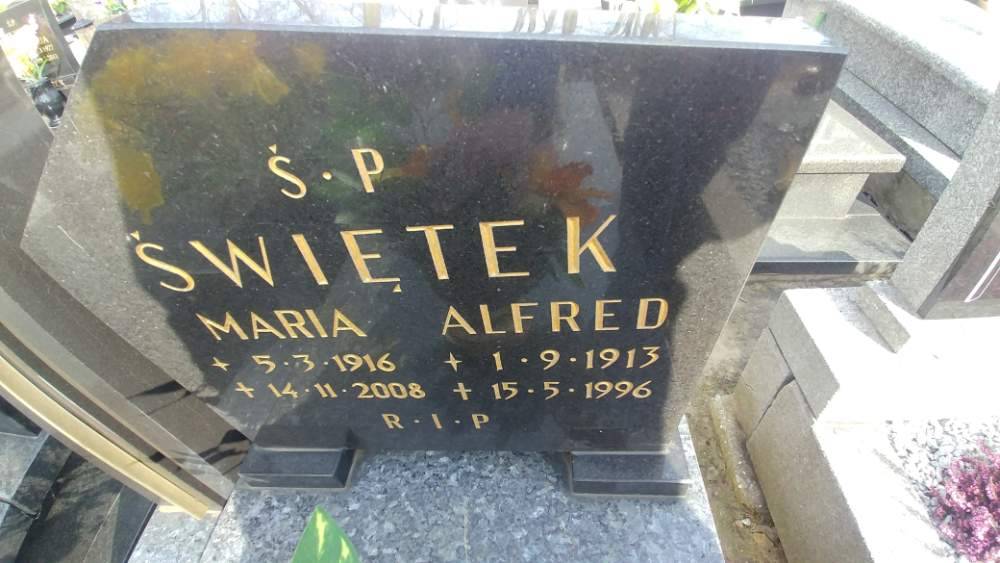 Ś·P
ŚWIĘTEK
MARIA ALFRED
+ 5·3·1916 + 1·9·1913
+ 14·11·2008 + 15·5·1996
R·I·P